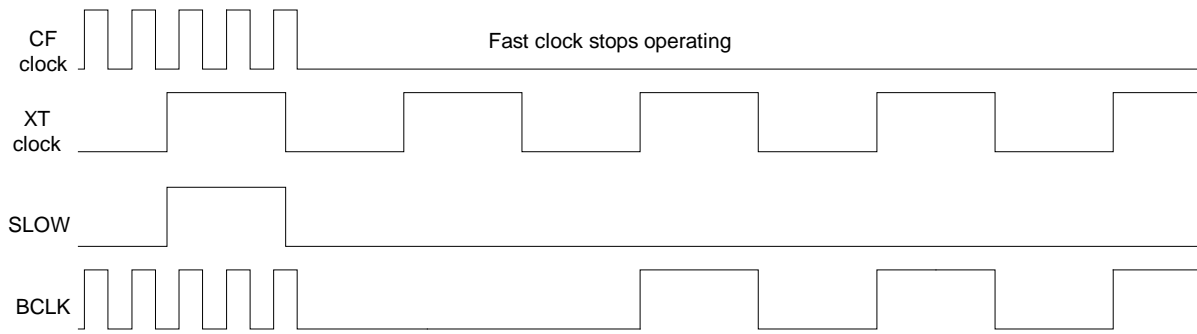 CF
clock
Fast clock stops operating
XT
clock
SLOW
BCLK